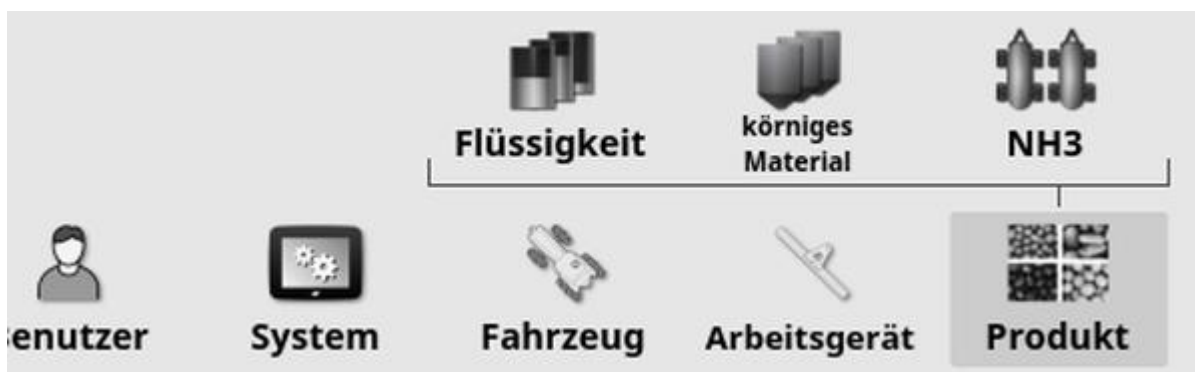 Flüssigkeit
körniges
Material
NH3
enutzer
System
Fahrzeug
Arbeitsgerät
Produkt